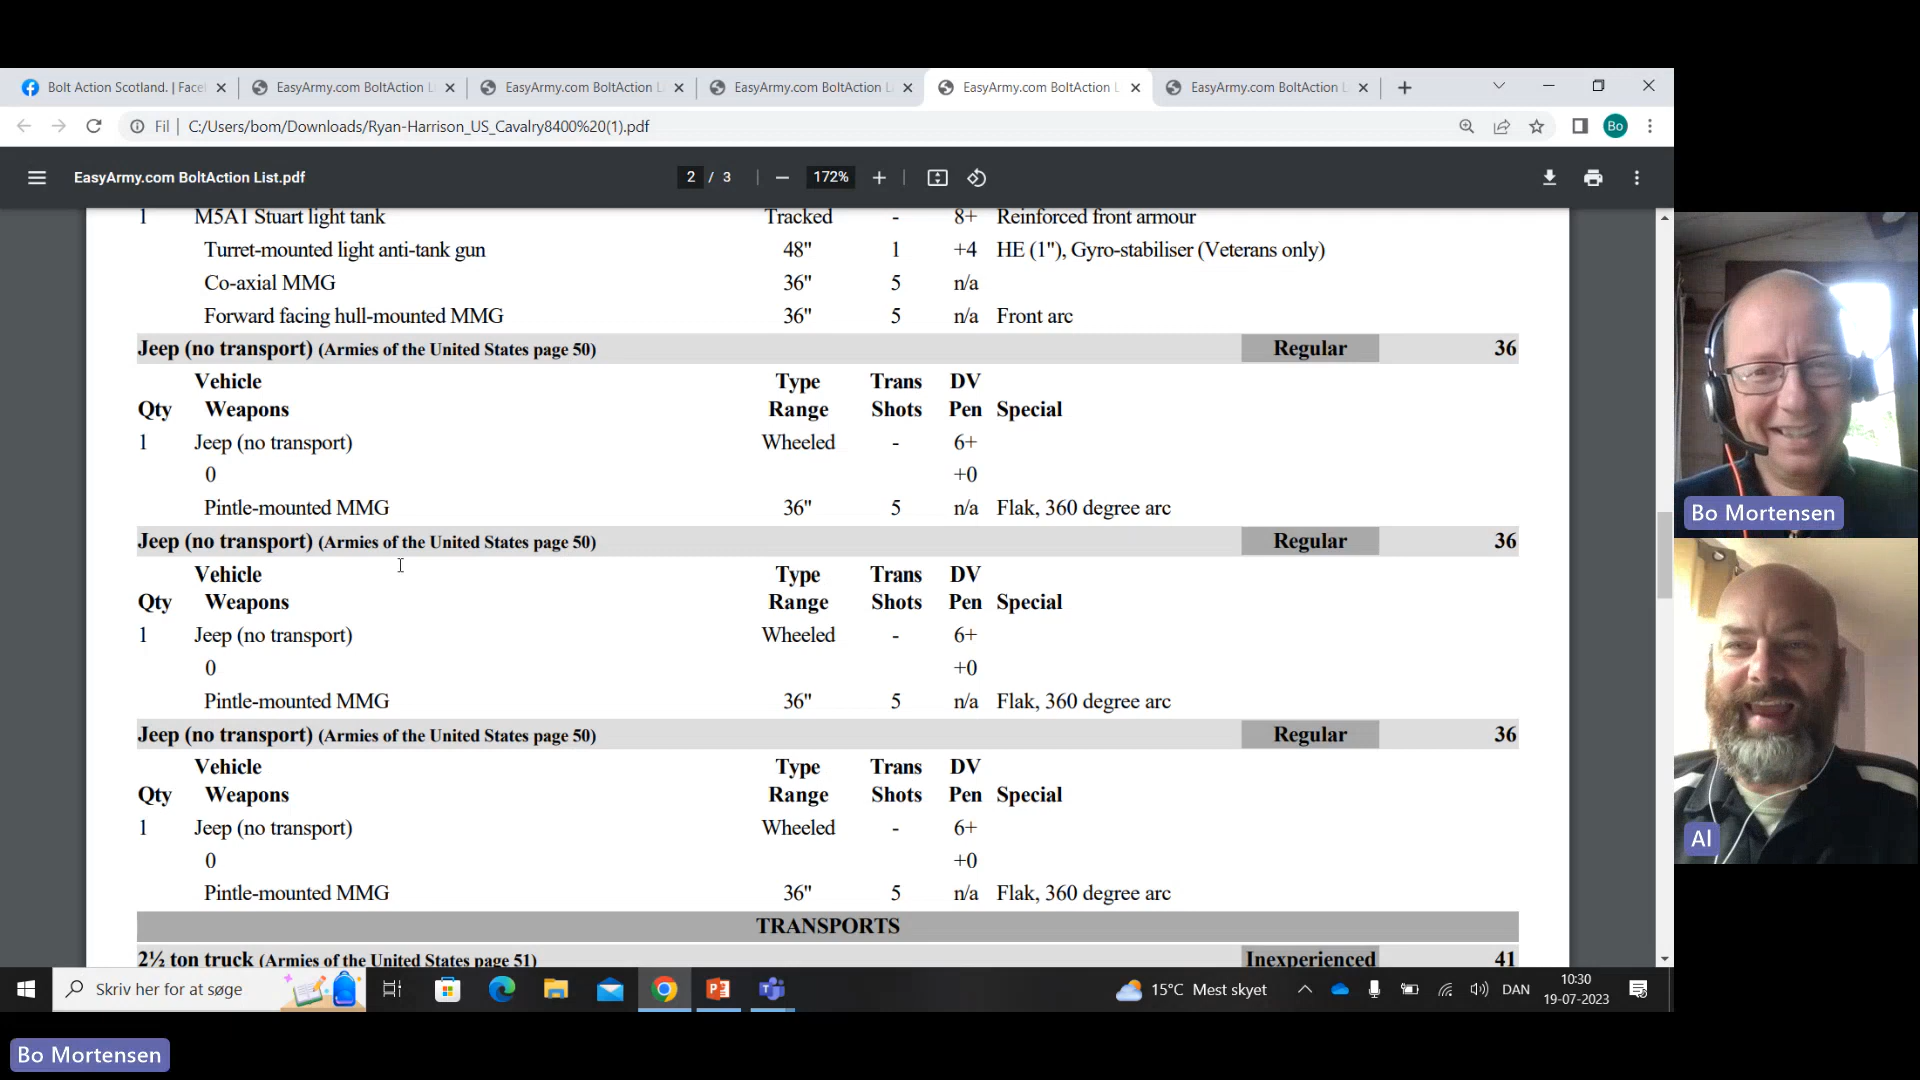 Bolt Action Scotland. | Face
EasyArmy.com BoltAction L
EasyArmy.com BoltAction L
EasyArmy.com BoltAction L
EasyArmy.com BoltAction L
EasyArmy.com BoltAction L
Fil | C:/Users/bom/Downloads/Ryan-Harrison_US_Cavalry8400%20(1).pdf
Bo
EasyArmy.com BoltAction List.pdf
2 / 3
172%
1 M5A1 Stuart light tank Tracked - 8+ Reinforced front armour
Turret-mounted light anti-tank gun 48" 1 +4 HE (1"), Gyro-stabiliser (Veterans only)
Co-axial MMG 36" 5 n/a
Forward facing hull-mounted MMG 36" 5 n/a Front arc
Jeep (no transport) (Armies of the United States page 50) Regular 36
Vehicle Type Trans DV
Qty Weapons Range Shots Pen Special
1 Jeep (no transport) Wheeled - 6+
0 +0
Pintle-mounted MMG 36" 5 n/a Flak, 360 degree arc
Jeep (no transport) (Armies of the United States page 50) Regular 36
Vehicle Type Trans DV
Qty Weapons Range Shots Pen Special
1 Jeep (no transport) Wheeled - 6+
0 +0
Pintle-mounted MMG 36" 5 n/a Flak, 360 degree arc
Jeep (no transport) (Armies of the United States page 50) Regular 36
Vehicle Type Trans DV
Qty Weapons Range Shots Pen Special
1 Jeep (no transport) Wheeled - 6+
0 +0
Pintle-mounted MMG 36" 5 n/a Flak, 360 degree arc
TRANSPORTS
2½ ton truck (Armies of the United States page 51) Inexperienced 41
Bo Mortensen
Al
Skriv her for at søge
15°C Mest skyet
DAN
10:30
19-07-2023
Bo Mortensen